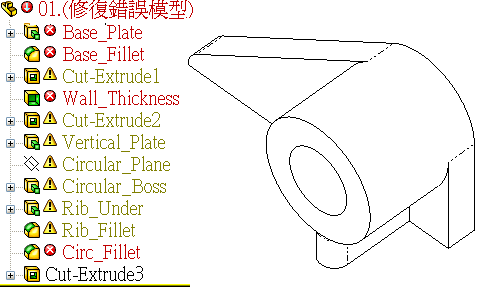 01.(修復錯誤模型)
Base_Plate
Base_Fillet
Cut-Extrude1
Wall_Thickness
Cut-Extrude2
Vertical_Plate
Circular_Plane
Circular_Boss
Rib_Under
Rib_Fillet
Circ_Fillet
Cut-Extrude3